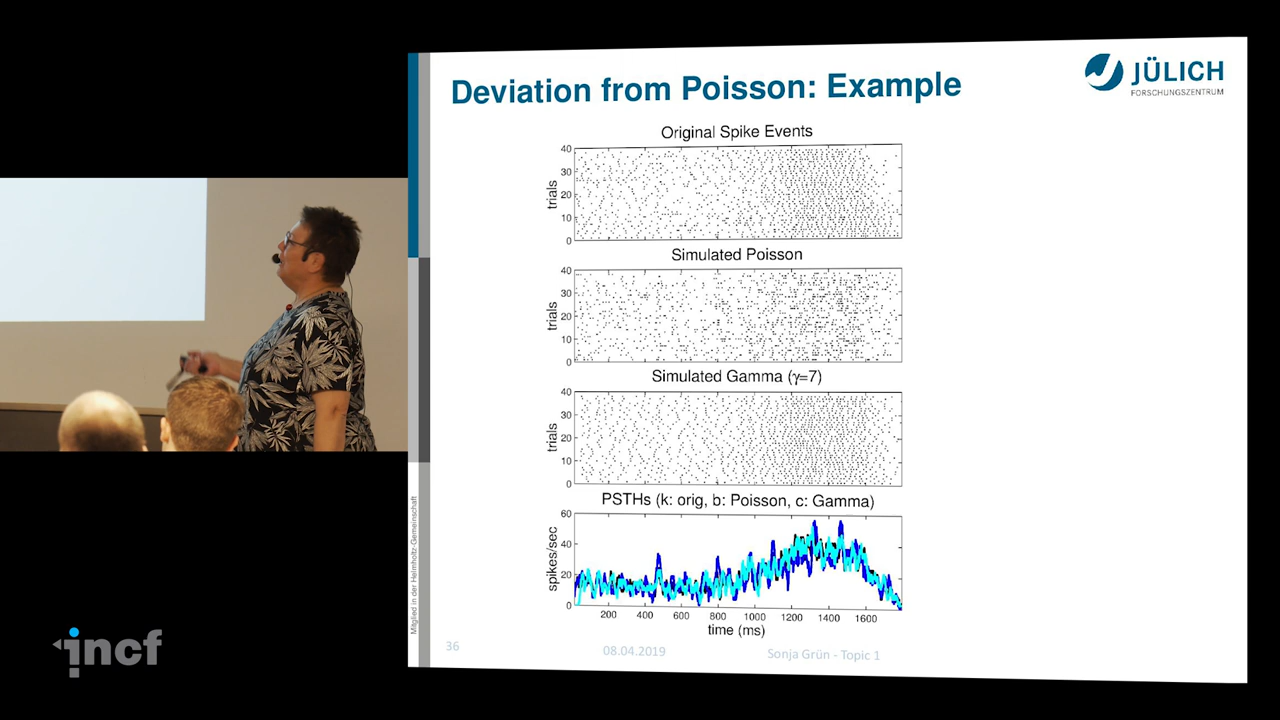 Deviation from Poisson: Example
JÜLICH
FORSCHUNGSZENTRUM
Original Spike Events
40
30
20
10
0
trials
Simulated Poisson
40
30
20
10
0
trials
Simulated Gamma (γ=7)
40
30
20
10
0
trials
PSTHs (k: orig, b: Poisson, c: Gamma)
60
40
20
0
spikes/sec
200 400 600 800 1000 1200 1400 1600
time (ms)
Mitglied in der Helmholtz-Gemeinschaft
36
08.04.2019
Sonja Grün - Topic 1
incf